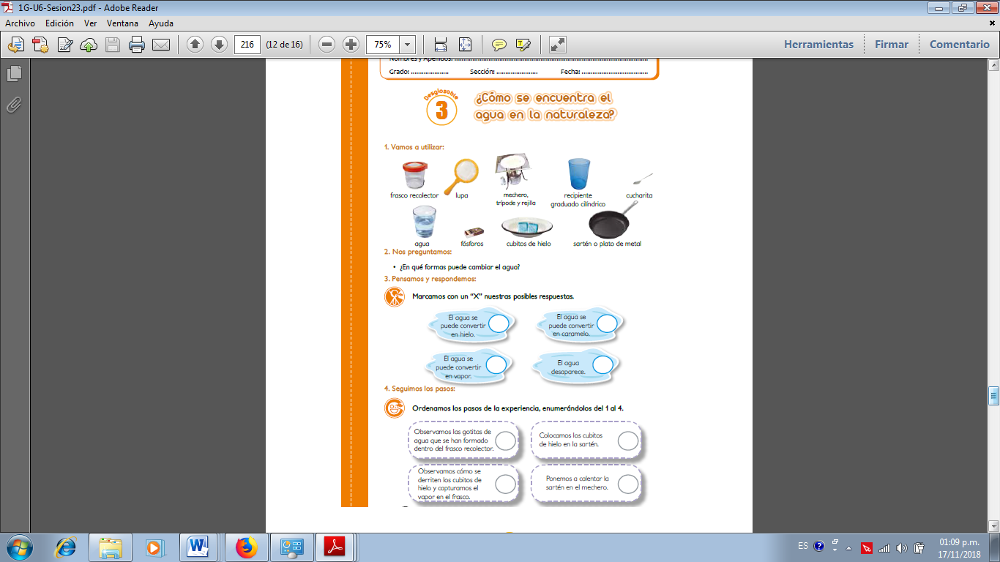 1G-U6-Sesion23.pdf - Adobe Reader
Archivo Edición Ver Ventana Ayuda
216 (12 de 16) 75% Herramientas Firmar Comentario
Nombres y Apellidos: ....................
Grado: .................... Sección: ...................... Fecha: ...................................
Desglosable
3
¿Cómo se encuentra el
agua en la naturaleza?
1. Vamos a utilizar:
frasco recolector
lupa
mechero,
trípode y rejilla
recipiente
graduado cilíndrico
cucharita
agua
fósforos
cubitos de hielo
sartén o plato de metal
2. Nos preguntamos:
• ¿En qué formas puede cambiar el agua?
3. Pensamos y respondemos:
Marcamos con un “X” nuestras posibles respuestas.
El agua se
puede convertir
en hielo.
El agua se
puede convertir
en caramelo.
El agua se
puede convertir
en vapor.
El agua
desaparece.
4. Seguimos los pasos:
Ordenamos los pasos de la experiencia, enumerándolos del 1 al 4.
Observamos las gotitas de
agua que se han formado
dentro del frasco recolector.
Colocamos los cubitos
de hielo en la sartén.
Observamos cómo se
derriten los cubitos de
hielo y capturamos el
vapor en el frasco.
Ponemos a calentar la
sartén en el mechero.
ES
01:09 p.m.
17/11/2018